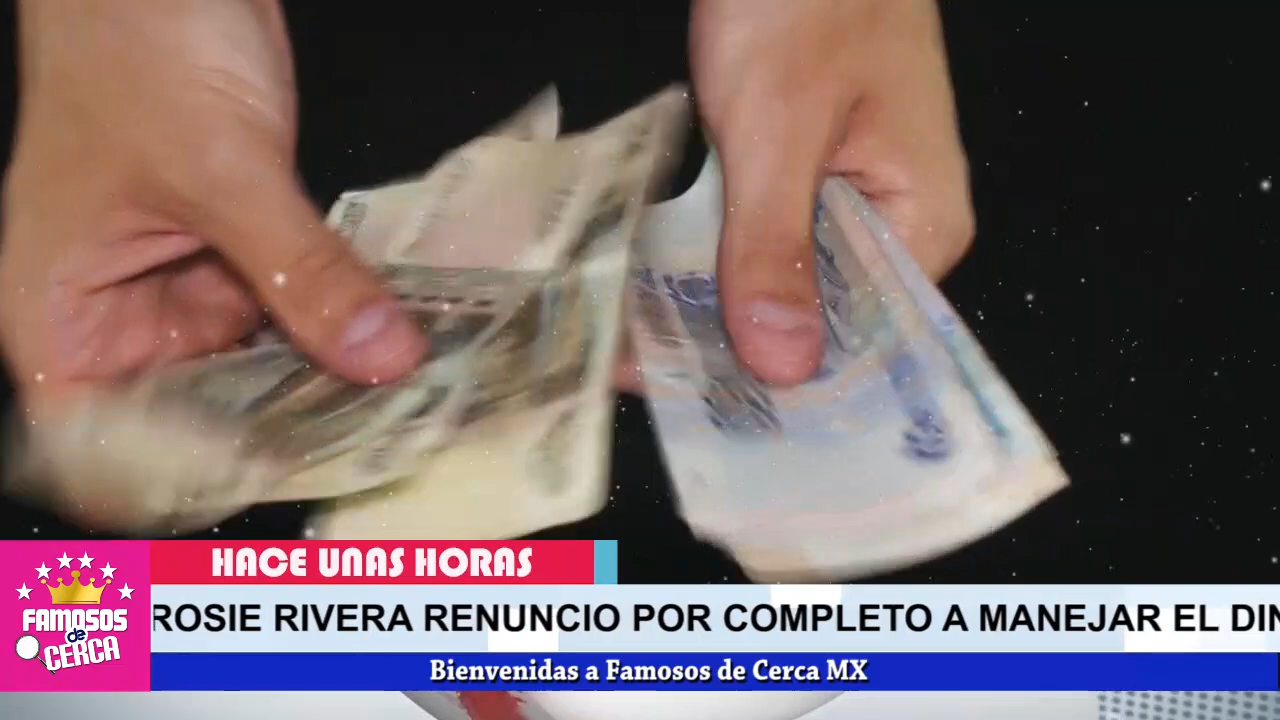 HACE UNAS HORAS
ROSIE RIVERA RENUNCIO POR COMPLETO A MANEJAR EL DIN
FAMOSOS
de
CERCA
Bienvenidas a Famosos de Cerca MX